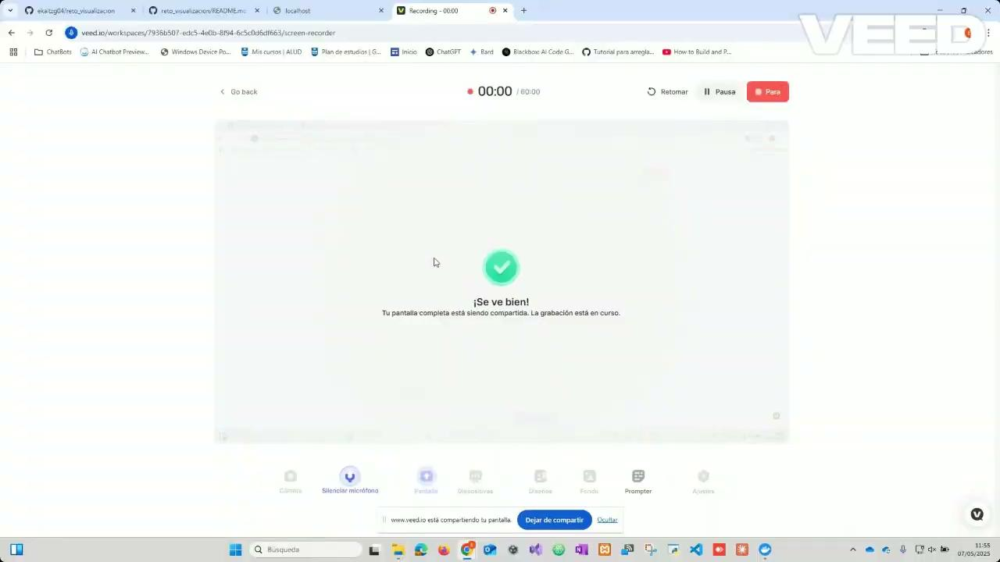 ekaitzg04/reto_visualizacion
reto_visualizacion/README.mc
localhost
Recording - 00:00
veed.io/workspaces/7936b507-edc5-4e0b-8f94-6c5c0d6df663/screen-recorder
VEED
ChatBots
AI Chatbot Preview...
Windows Device Po...
Mis cursos | ALUD
Plan de estudios | G...
Inicio
ChatGPT
Bard
Blackbox: AI Code G...
Tutorial para arregla...
How to Build and P...
Go back
00:00 / 60:00
Retomar
Pausa
Para
¡Se ve bien!
Tu pantalla completa está siendo compartida. La grabación está en curso.
Cámara
Silenciar micrófono
Pantalla
Dispositivos
Diseños
Fondo
Prompter
Ajustes
www.veed.io está compartiendo tu pantalla.
Dejar de compartir
Ocultar
Búsqueda
11:55
07/05/2025